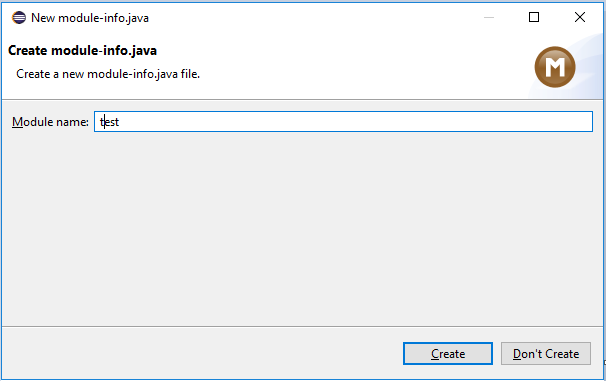 New module-info.java
Create module-info.java
Create a new module-info.java file.
M
Module name: test
Create Don't Create